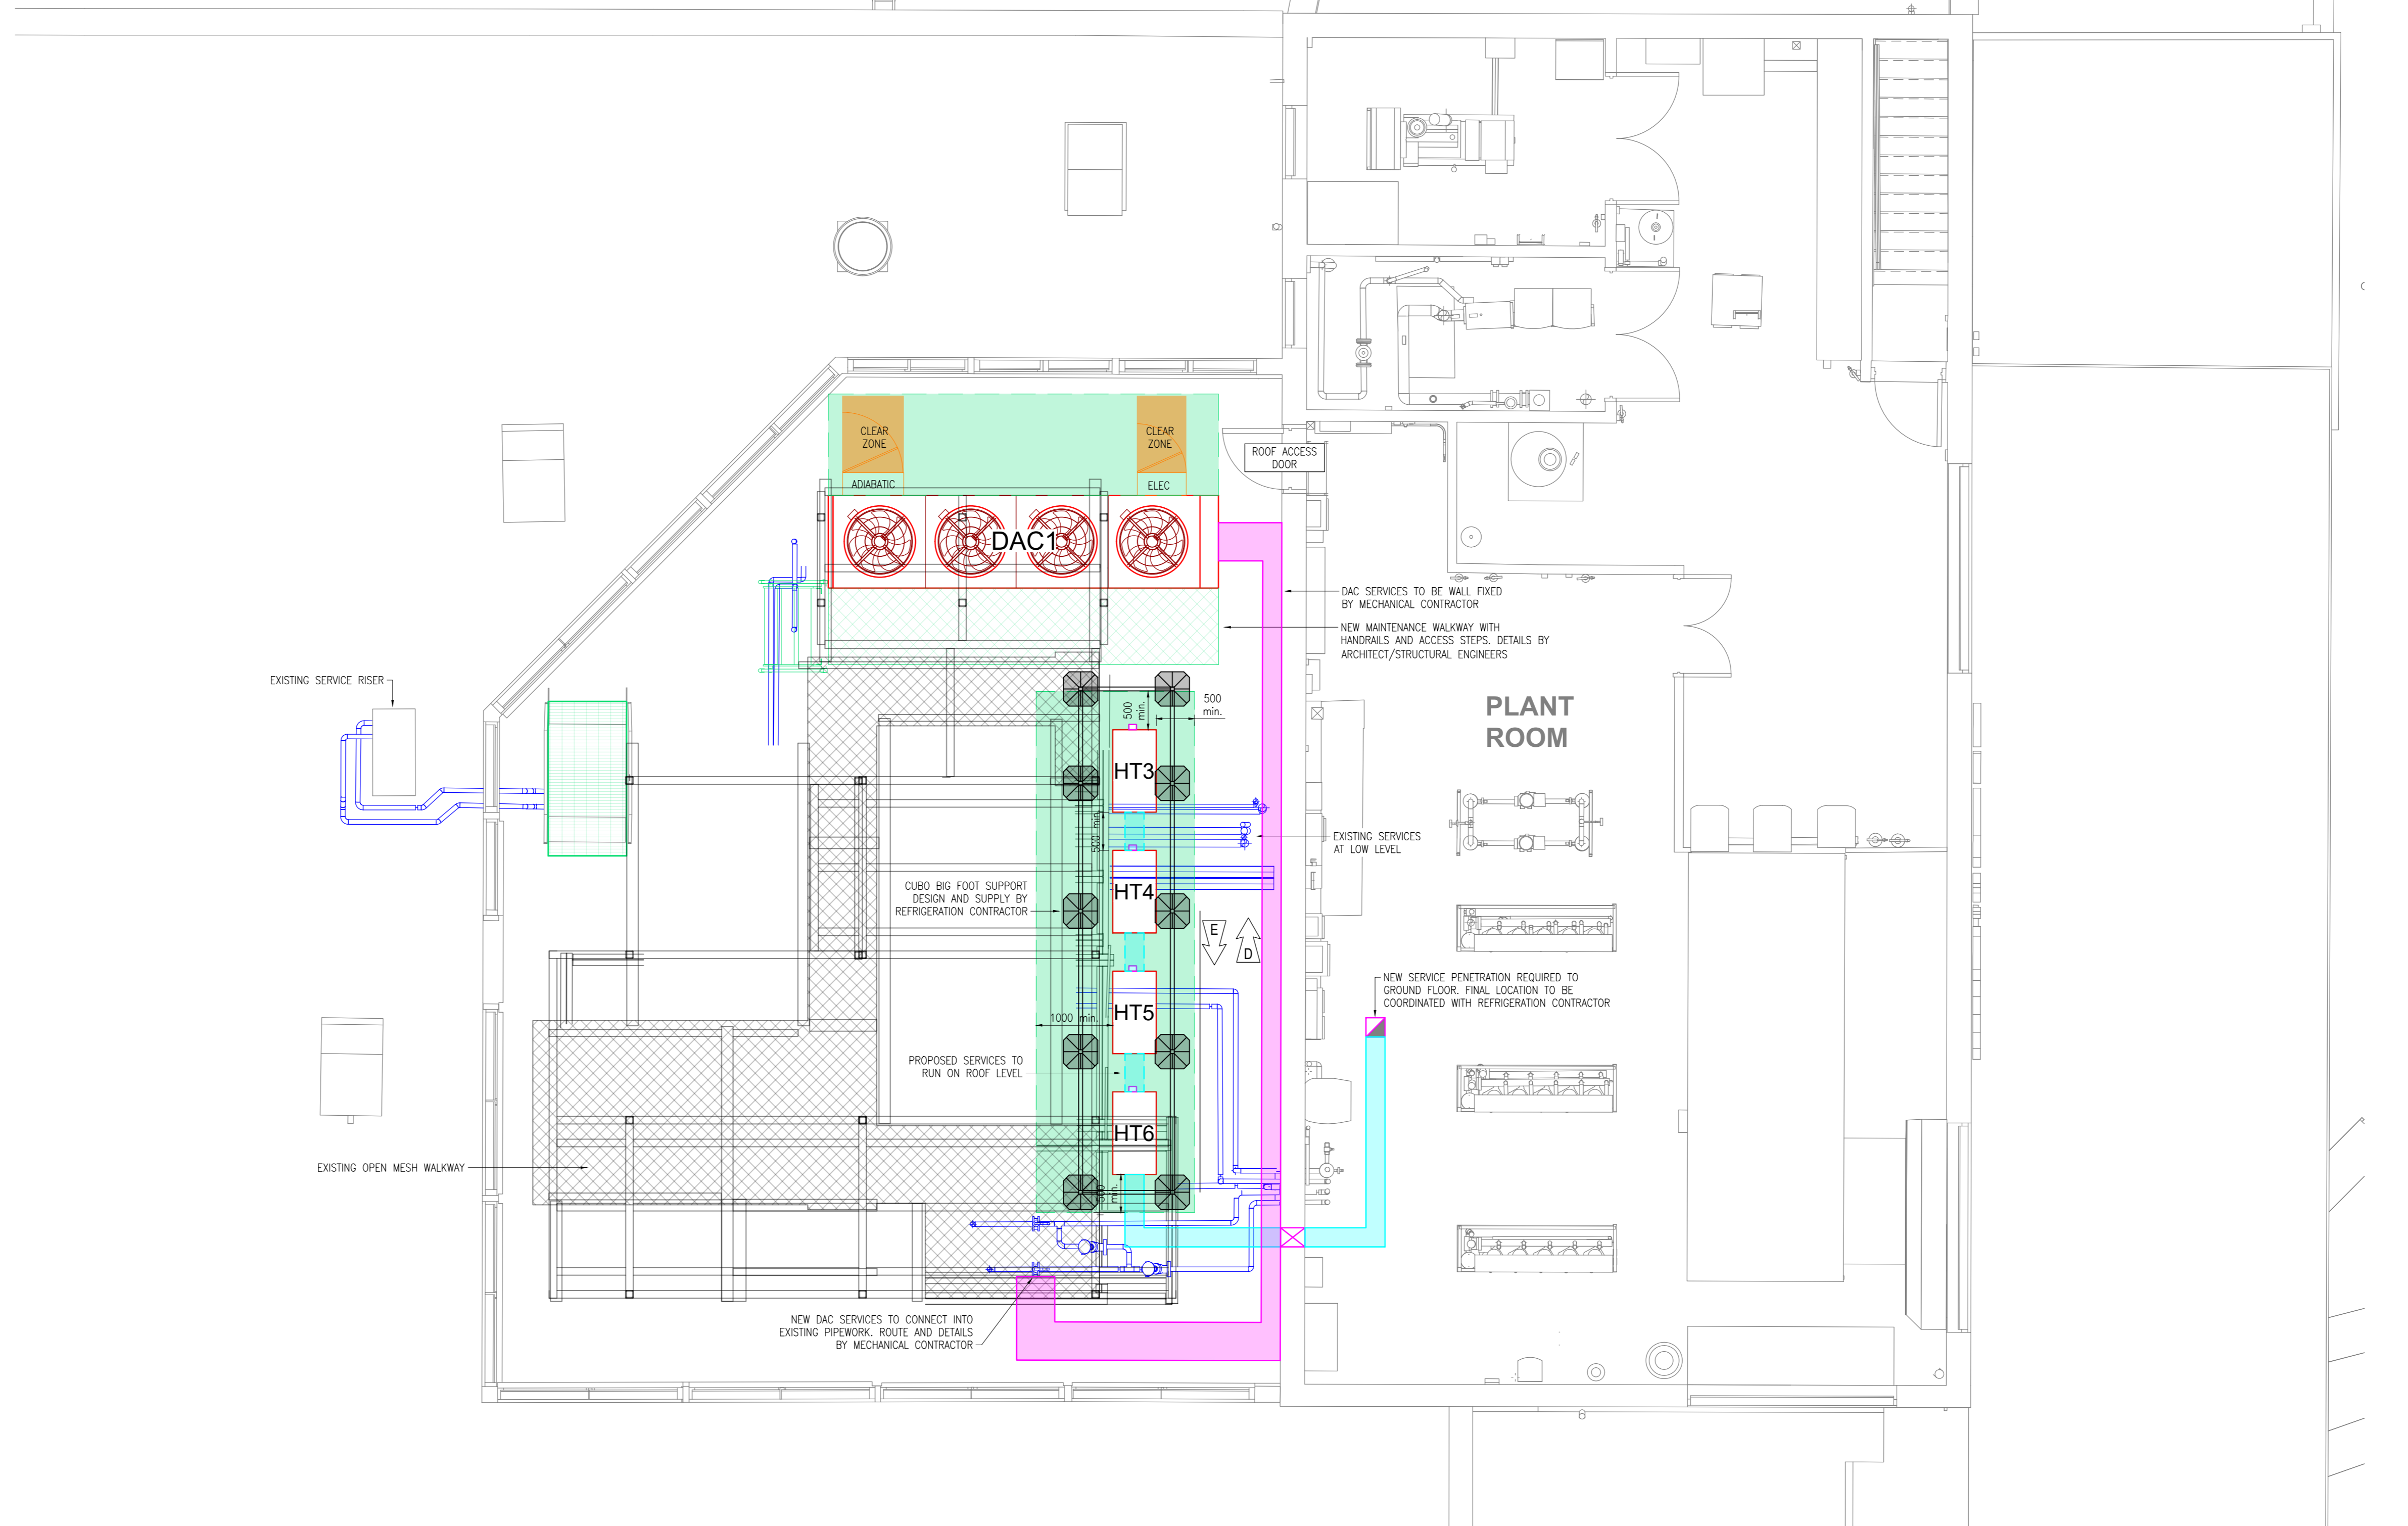 CLEAR
ZONE
CLEAR
ZONE
ROOF ACCESS
DOOR
ADIABATIC
ELEC
DAC1
DAC SERVICES TO BE WALL FIXED
BY MECHANICAL CONTRACTOR
NEW MAINTENANCE WALKWAY WITH
HANDRAILS AND ACCESS STEPS. DETAILS BY
ARCHITECT/STRUCTURAL ENGINEERS
EXISTING SERVICE RISER
500
min.
500
min.
PLANT
ROOM
HT3
500 min.
EXISTING SERVICES
AT LOW LEVEL
CUBO BIG FOOT SUPPORT
DESIGN AND SUPPLY BY
REFRIGERATION CONTRACTOR
HT4
E
D
NEW SERVICE PENETRATION REQUIRED TO
GROUND FLOOR. FINAL LOCATION TO BE
COORDINATED WITH REFRIGERATION CONTRACTOR
1000 min.
HT5
PROPOSED SERVICES TO
RUN ON ROOF LEVEL
HT6
EXISTING OPEN MESH WALKWAY
500
min.
NEW DAC SERVICES TO CONNECT INTO
EXISTING PIPEWORK. ROUTE AND DETAILS
BY MECHANICAL CONTRACTOR